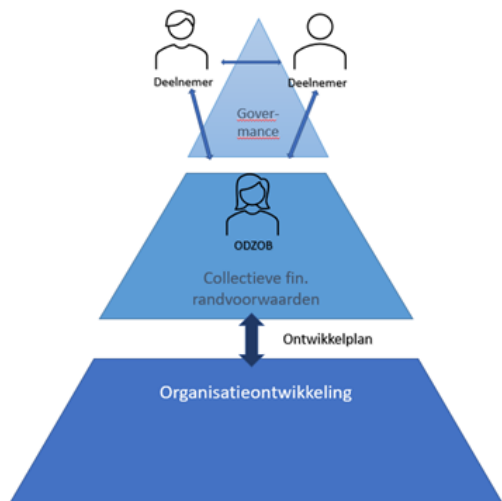 Deelnemer
Deelnemer
Gover-
mance
ODZOB
Collectieve fin.
randvoorwaarden
Ontwikkelplan
Organisatieontwikkeling